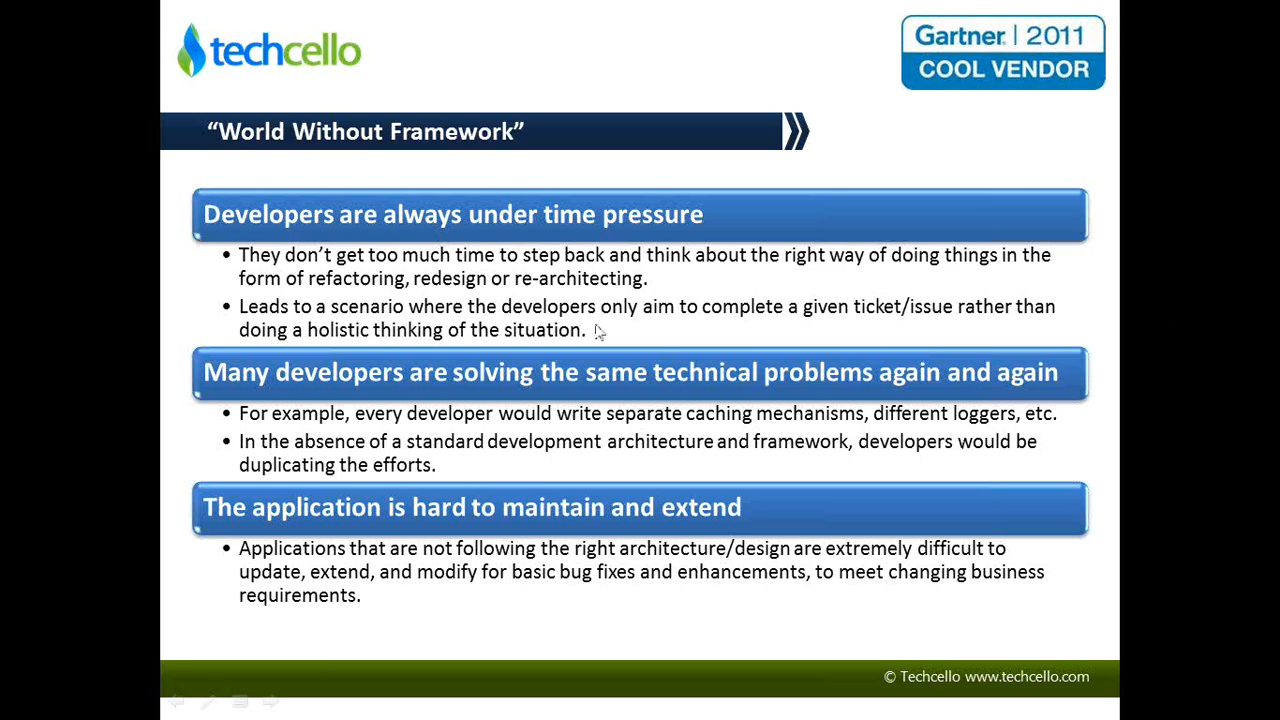 techcello
Gartner. | 2011
COOL VENDOR
“World Without Framework”
Developers are always under time pressure
• They don’t get too much time to step back and think about the right way of doing things in the
form of refactoring, redesign or re-architecting.
• Leads to a scenario where the developers only aim to complete a given ticket/issue rather than
doing a holistic thinking of the situation.
Many developers are solving the same technical problems again and again
• For example, every developer would write separate caching mechanisms, different loggers, etc.
• In the absence of a standard development architecture and framework, developers would be
duplicating the efforts.
The application is hard to maintain and extend
• Applications that are not following the right architecture/design are extremely difficult to
update, extend, and modify for basic bug fixes and enhancements, to meet changing business
requirements.
© Techcello www.techcello.com